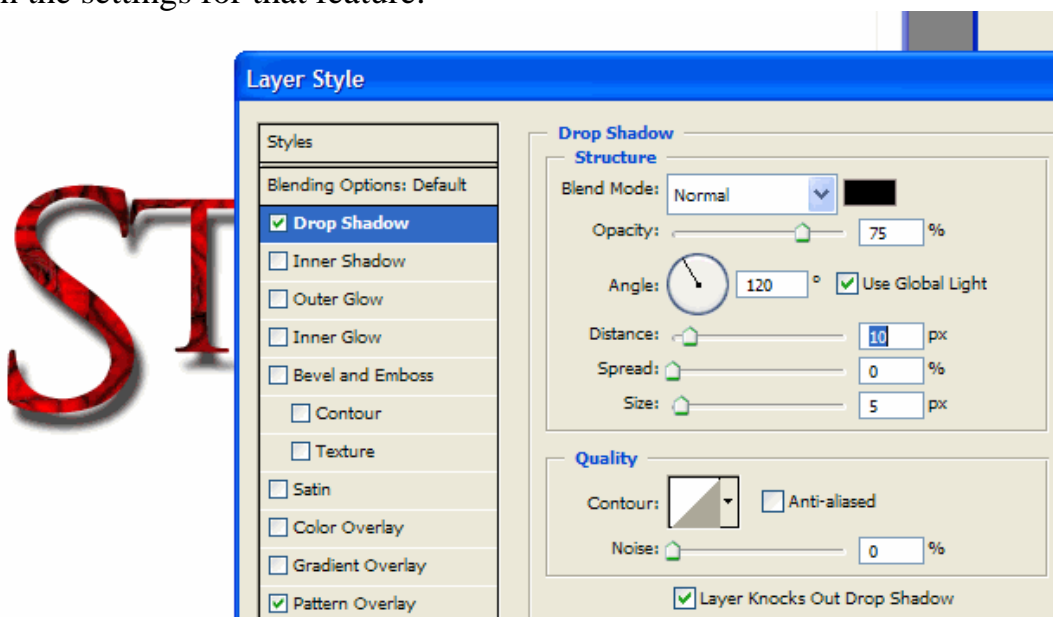 n the settings for that feature.
Layer Style
ST
Styles
Blending Options: Default
Drop Shadow
Inner Shadow
Outer Glow
Inner Glow
Bevel and Emboss
Contour
Texture
Satin
Color Overlay
Gradient Overlay
Pattern Overlay
Drop Shadow
Structure
Blend Mode: Normal
Opacity: 75 %
Angle: 120 ° Use Global Light
Distance: 10 px
Spread: 0 %
Size: 5 px
Quality
Contour: Anti-aliased
Noise: 0 %
Layer Knocks Out Drop Shadow